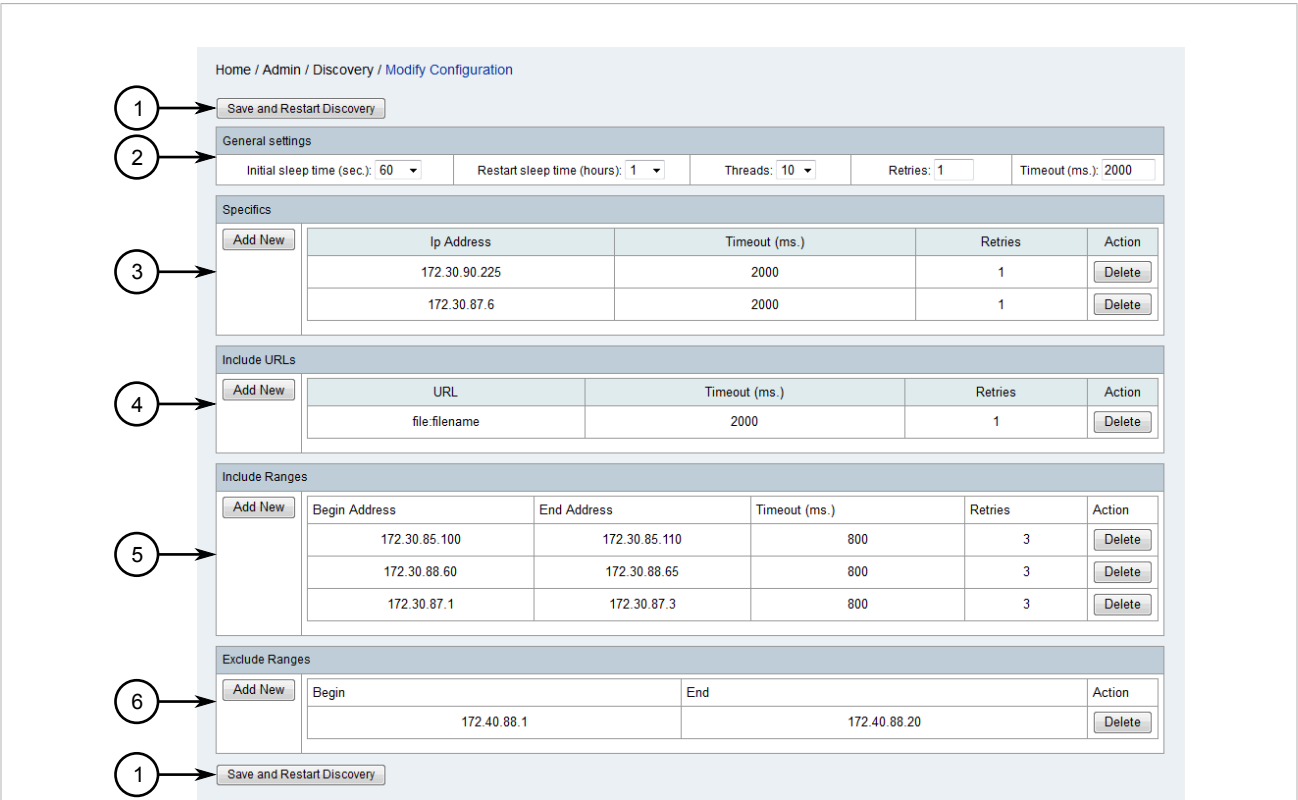 Home / Admin / Discovery / Modify Configuration
1
Save and Restart Discovery
General settings
2
Initial sleep time (sec.): 60 Restart sleep time (hours): 1 Threads: 10 Retries: 1 Timeout (ms.): 2000
Specifics
Add New Ip Address Timeout (ms.) Retries Action
3
172.30.90.225 2000 1 Delete
172.30.87.6 2000 1 Delete
Include URLs
Add New URL Timeout (ms.) Retries Action
4
file:filename 2000 1 Delete
Include Ranges
Add New Begin Address End Address Timeout (ms.) Retries Action
172.30.85.100 172.30.85.110 800 3 Delete
5
172.30.88.60 172.30.88.65 800 3 Delete
172.30.87.1 172.30.87.3 800 3 Delete
Exclude Ranges
Add New Begin End Action
6
172.40.88.1 172.40.88.20 Delete
1
Save and Restart Discovery